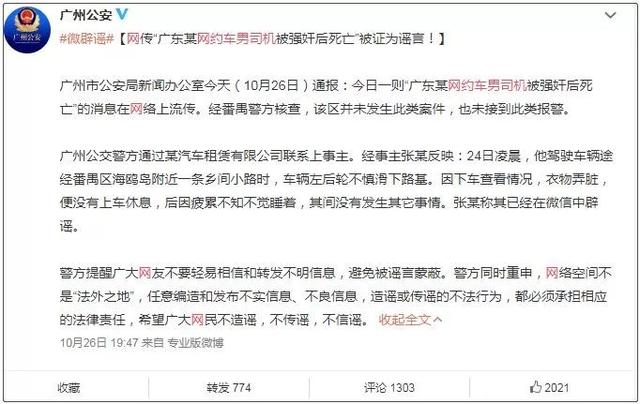 广州公安
#微辟谣#【网传“广东某网约车男司机被强奸后死亡”被证为谣言！】
广州市公安局新闻办公室今天（10月26日）通报：今日一则“广东某网约车男司机被强奸后死
亡”的消息在网络上流传。经番禺警方核查，该区并未发生此类案件，也未接到此类报警。
广州公交警方通过某汽车租赁有限公司联系上事主。经事主张某反映：24日凌晨，他驾驶车辆途
经番禺区海鸥岛附近一条乡间小路时，车辆左后轮不慎滑下路基。因下车查看情况，衣物弄脏，
便没有上车休息，后因疲累不知不觉睡着，其间没有发生其它事情。张某称其已经在微信中辟
谣。
警方提醒广大网友不要轻易相信和转发不明信息，避免被谣言蒙蔽。警方同时重申，网络空间不
是“法外之地”，任意编造和发布不实信息、不良信息，造谣或传谣的不法行为，都必须承担相应
的法律责任，希望广大网民不造谣，不传谣，不信谣。 收起全文
10月26日 19:47 来自 专业版微博
收藏 转发 774 评论 1303 2021